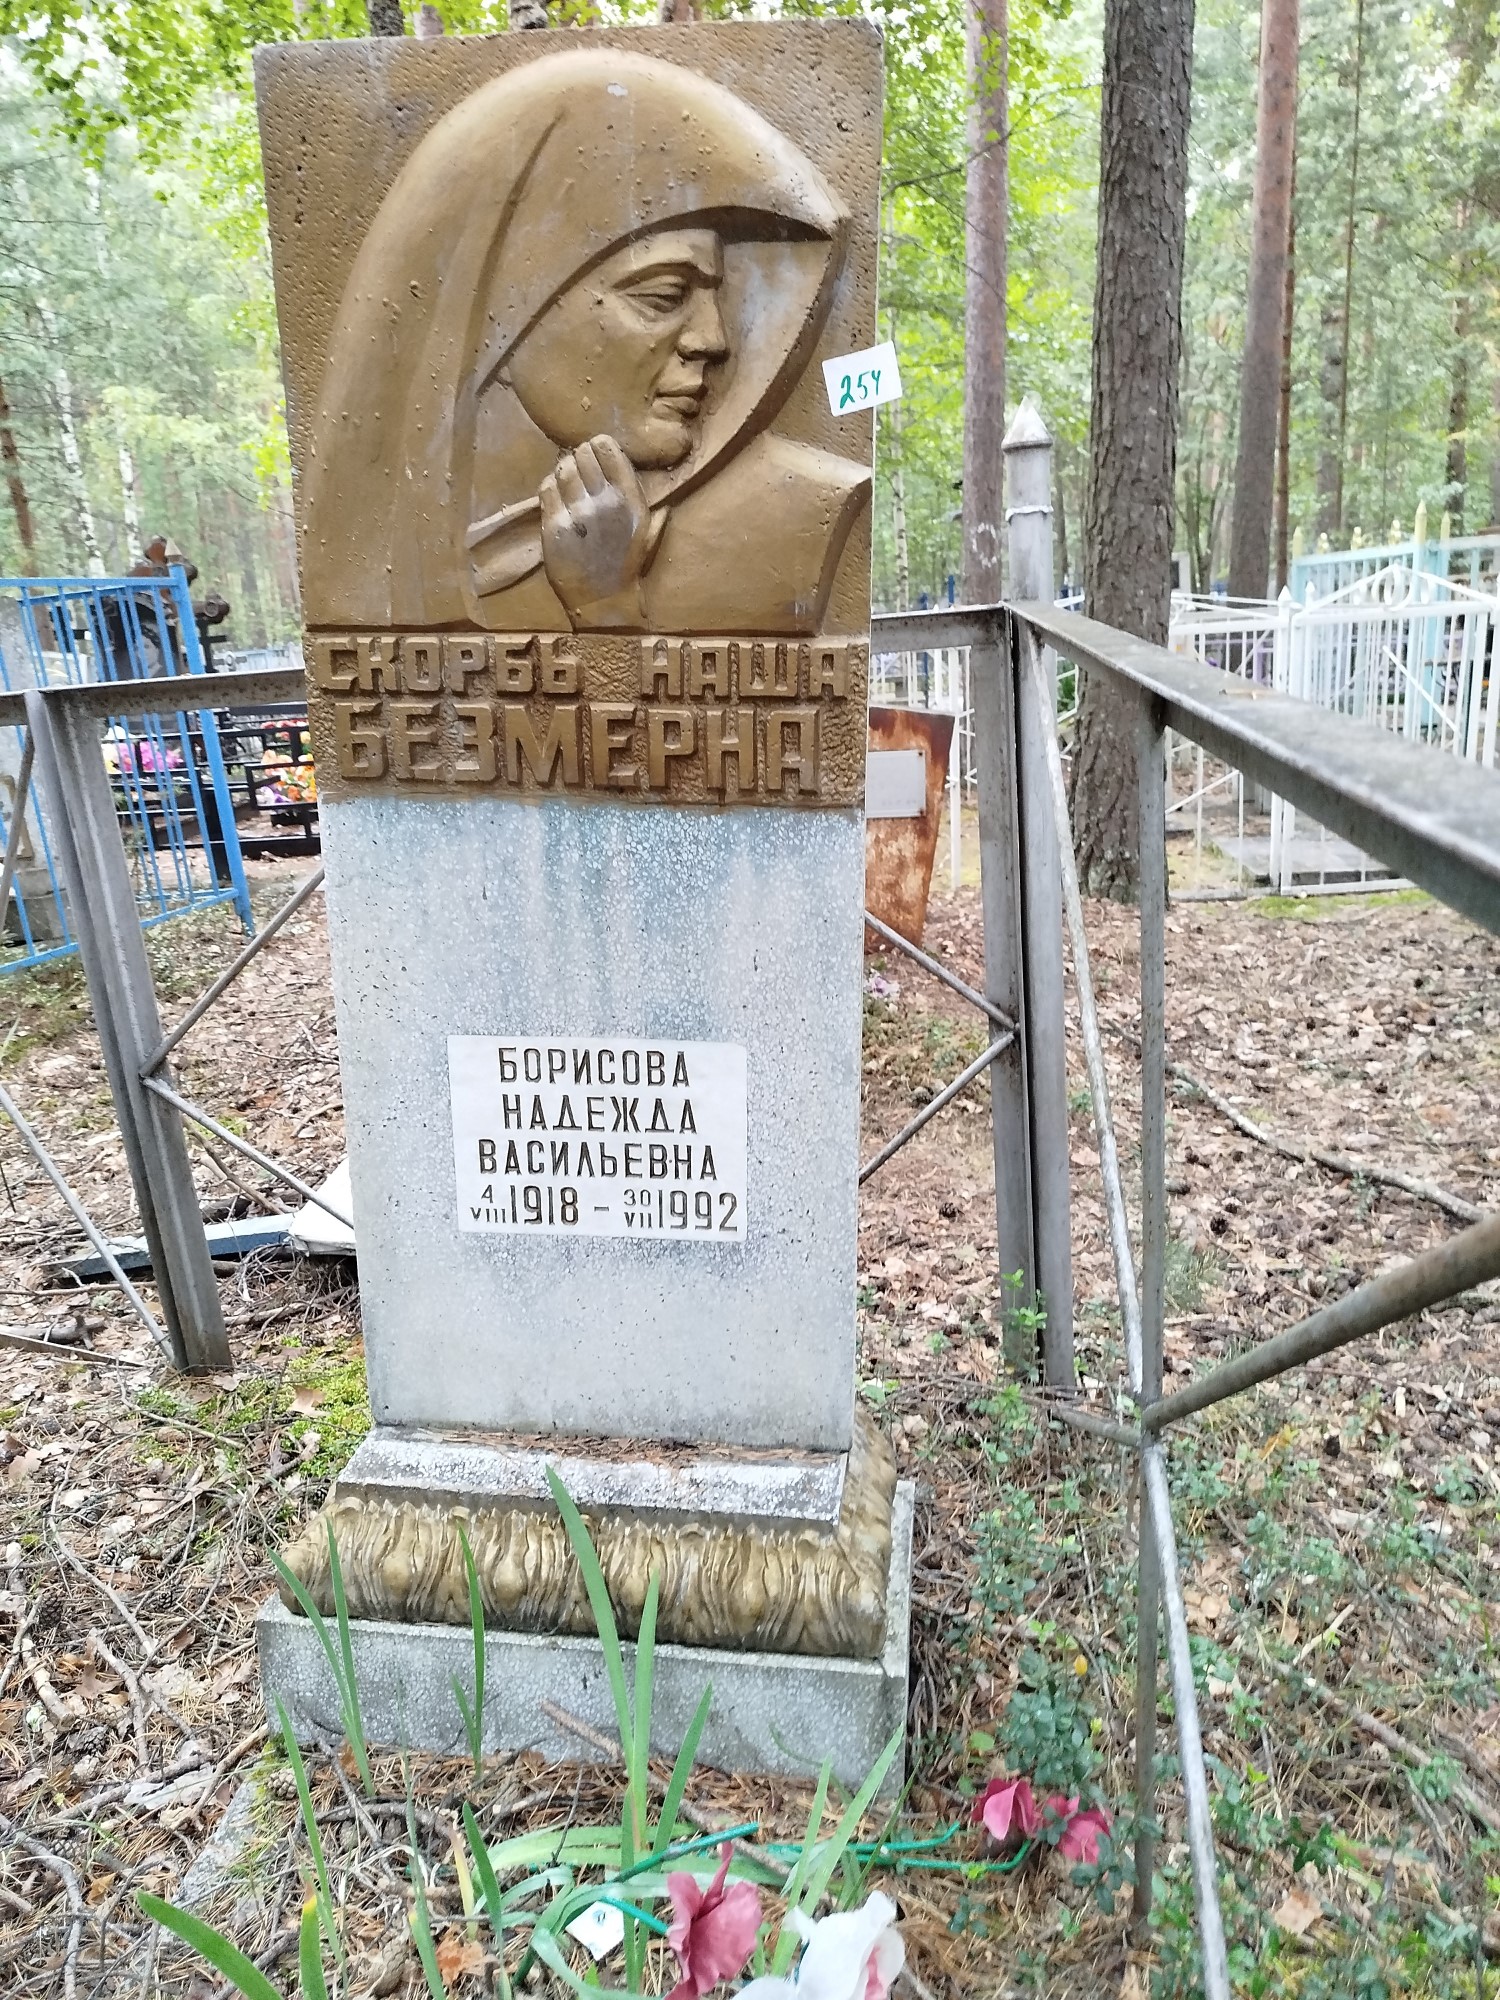 254
СКОРБЬ НАША
БЕЗМЕРНА
БОРИСОВА
НАДЕЖДА
ВАСИЛЬЕВНА
4/VIII 1918 – 30/VII 1992